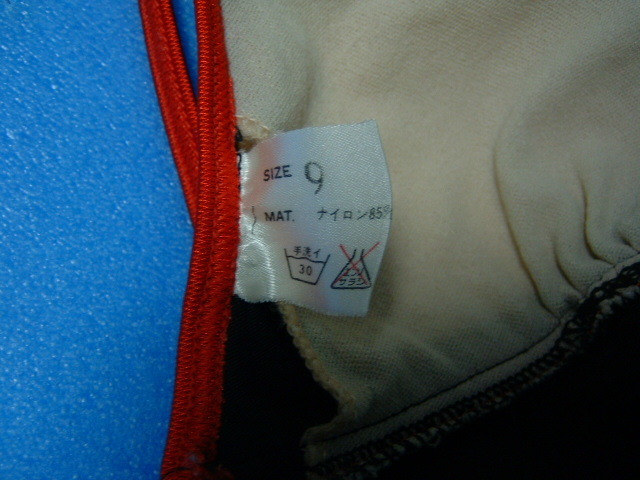 SIZE 9
MAT. ナイロン85%
手洗イ
30
エンソ
サラシ